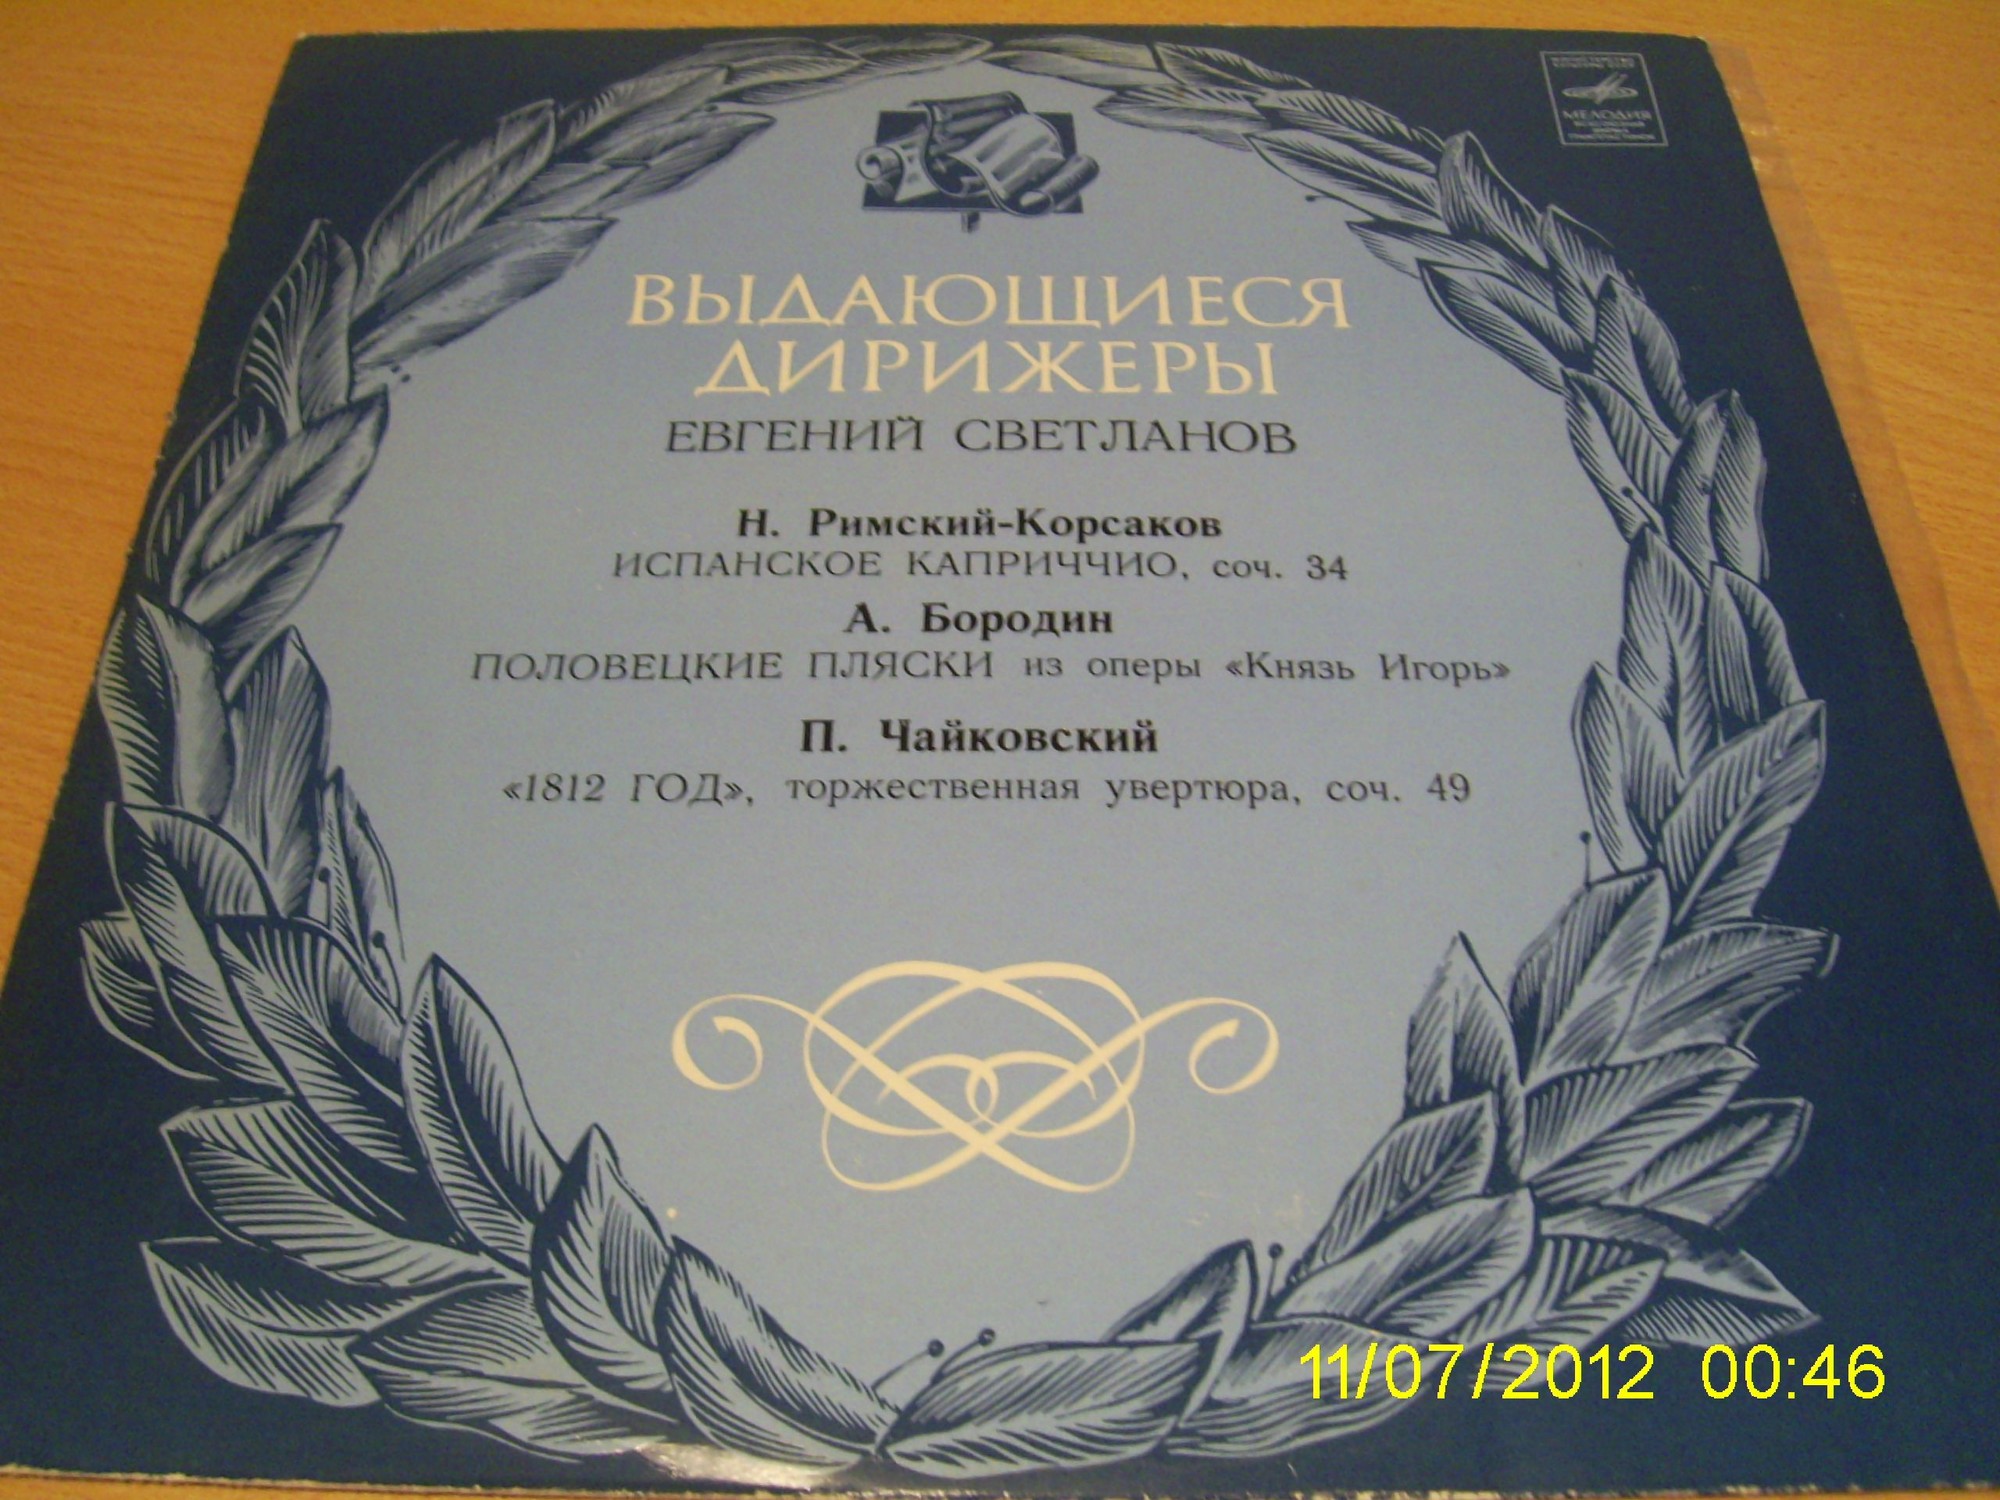 МЕЛОДИЯ
ВЫДАЮЩИЕСЯ
ДИРИЖЕРЫ
ЕВГЕНИЙ СВЕТЛАНОВ
Н. Римский-Корсаков
ИСПАНСКОЕ КАПРИЧЧИО, соч. 34
А. Бородин
ПОЛОВЕЦКИЕ ПЛЯСКИ из оперы «Князь Игорь»
П. Чайковский
«1812 ГОД», торжественная увертюра, соч. 49
11/07/2012 00:46